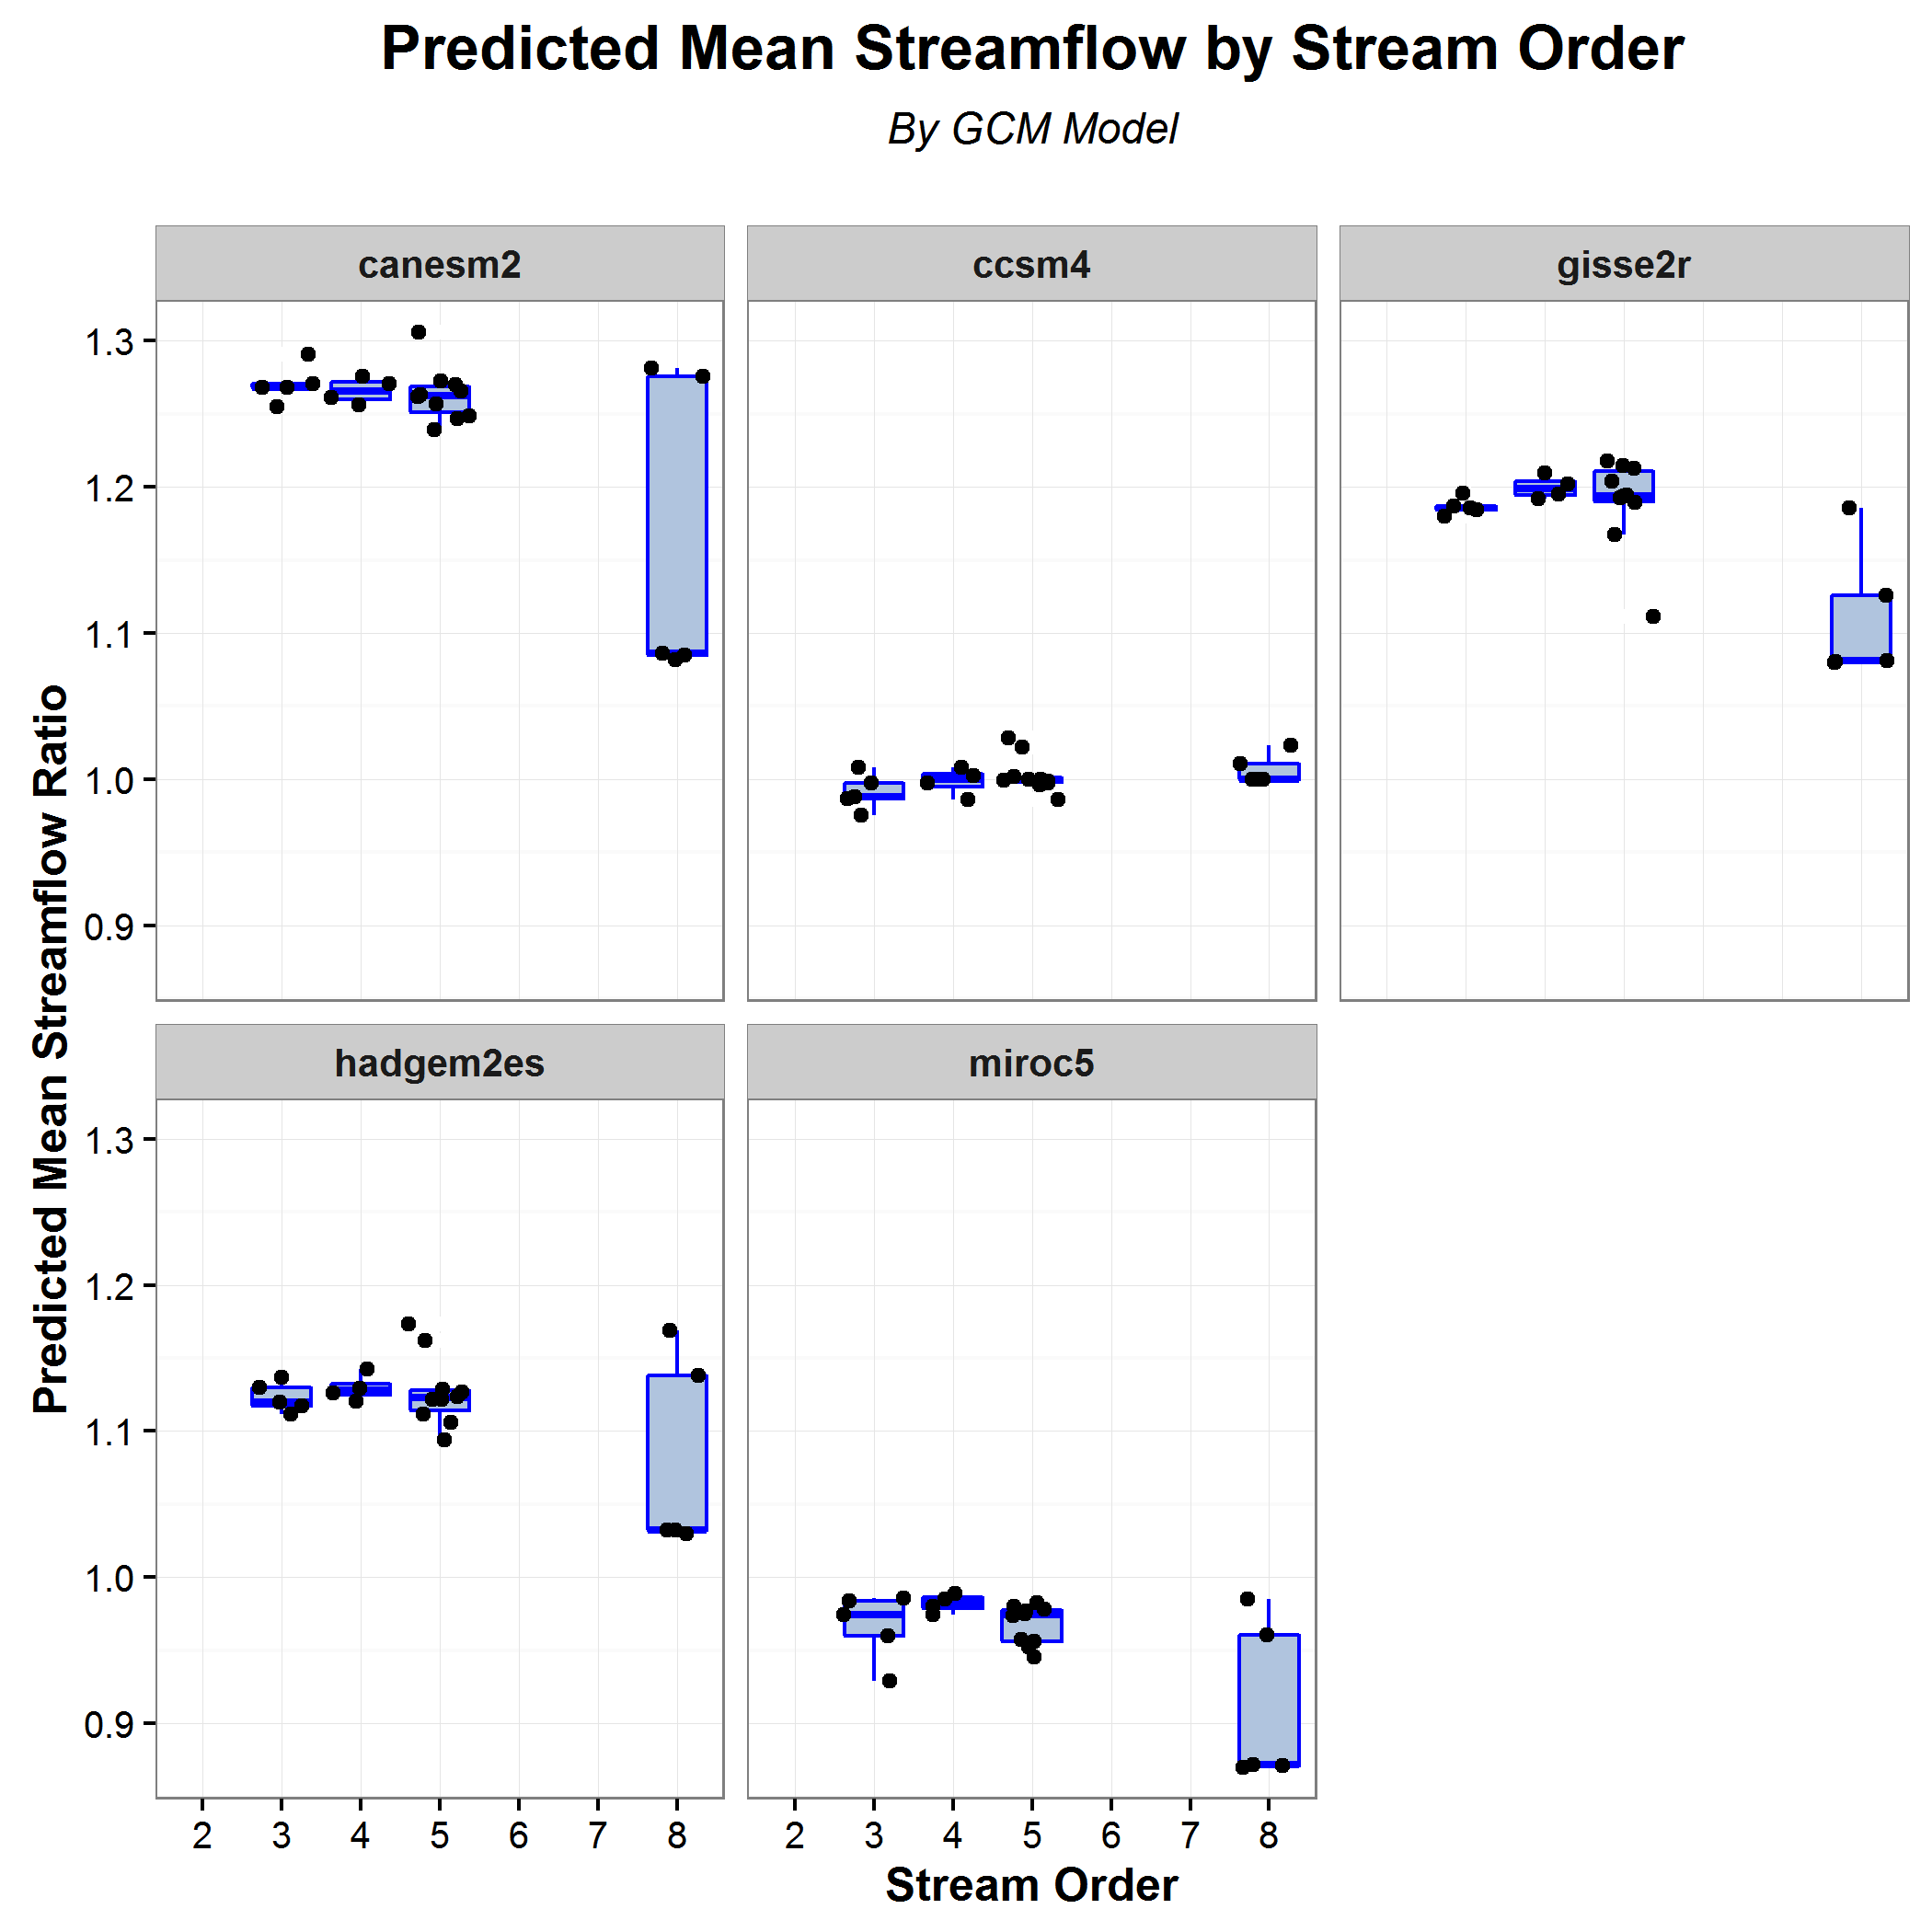 Predicted Mean Streamflow by Stream Order
By GCM Model
canesm2
ccsm4
gisse2r
1.3
1.2
1.1
1.0
0.9
Predicted Mean Streamflow Ratio
hadgem2es
miroc5
1.3
1.2
1.1
1.0
0.9
2 3 4 5 6 7 8
2 3 4 5 6 7 8
Stream Order